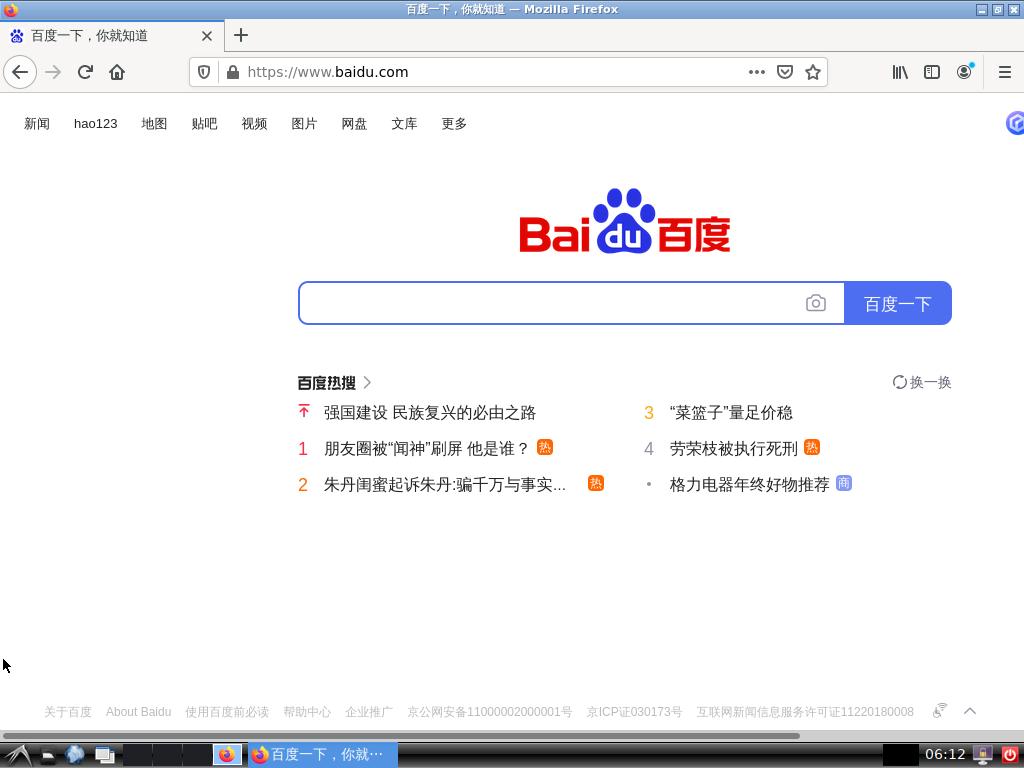 百度一下，你就知道 — Mozilla Firefox
百度一下，你就知道
https://www.baidu.com
新闻 hao123 地图 贴吧 视频 图片 网盘 文库 更多
Bai du 百度
百度一下
百度热搜 换一换
强国建设 民族复兴的必由之路
3 “菜篮子”量足价稳
1 朋友圈被“闻神”刷屏 他是谁？ 热
4 劳荣枝被执行死刑 热
2 朱丹闺蜜起诉朱丹:骗千万与事实... 热
• 格力电器年终好物推荐 商
关于百度 About Baidu 使用百度前必读 帮助中心 企业推广 京公网安备11000002000001号 京ICP证030173号 互联网新闻信息服务许可证11220180008
百度一下，你就… 06:12